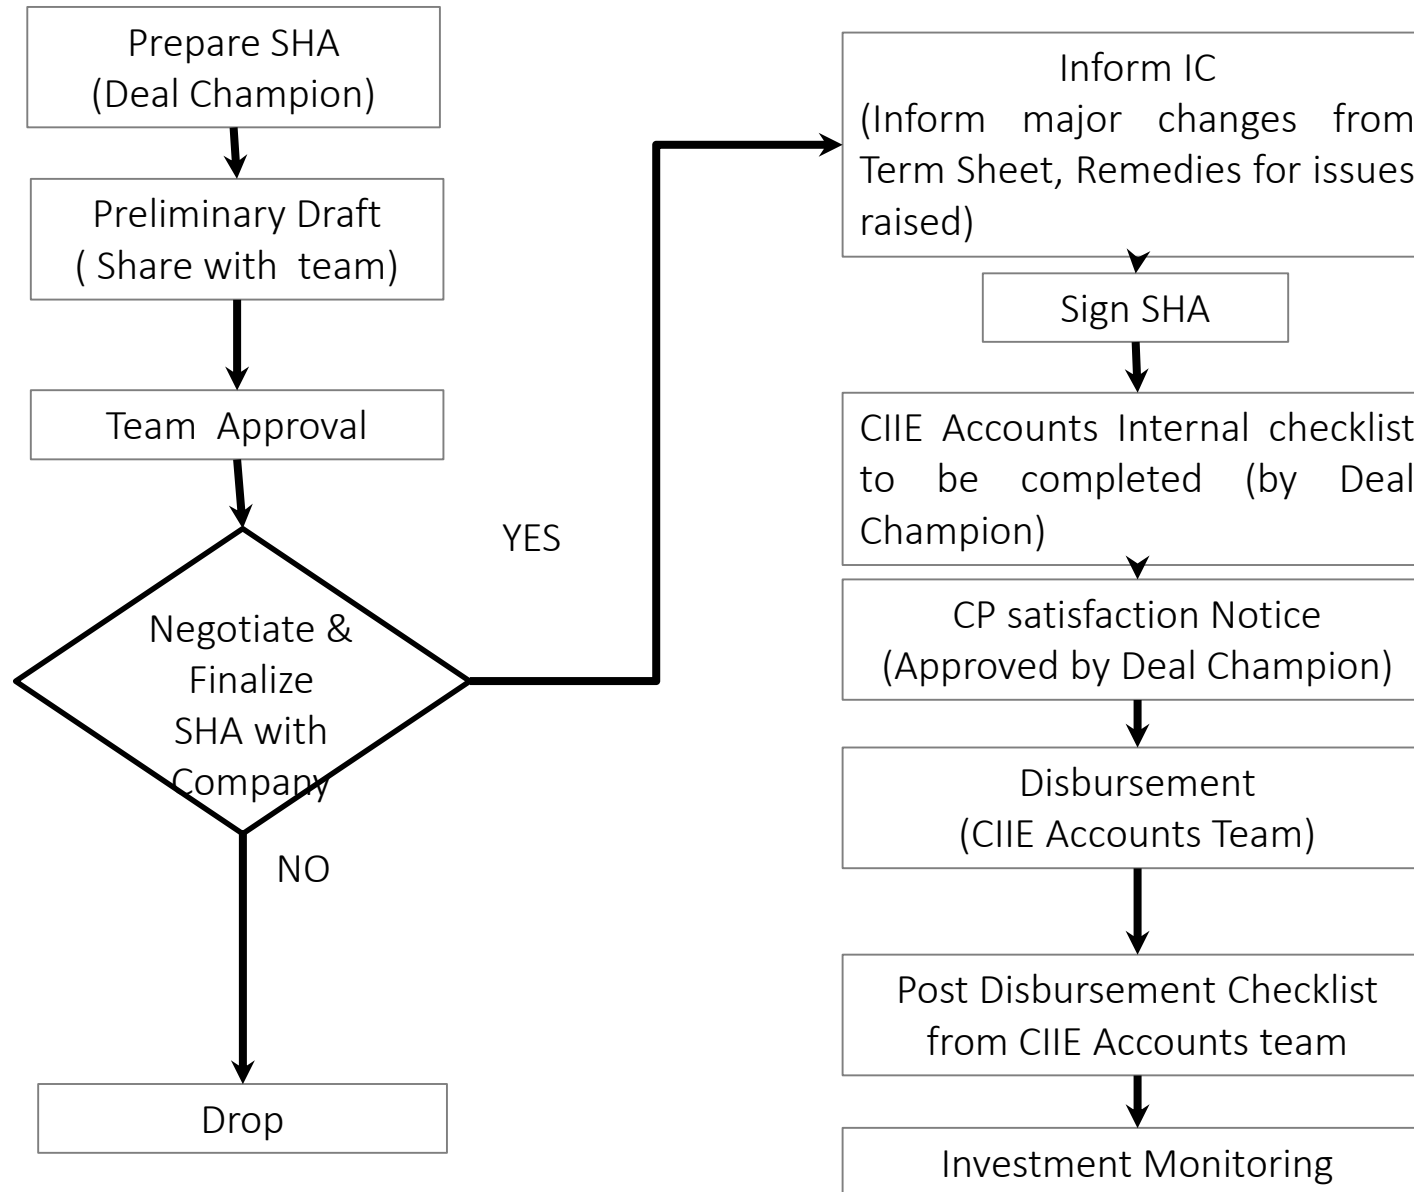 Prepare SHA
(Deal Champion)
Preliminary Draft
( Share with  team)
Team  Approval
Negotiate &
Finalize
SHA with
Company
YES
NO
Drop
Inform IC
(Inform major changes from
Term Sheet, Remedies for issues
raised)
Sign SHA
CIIE Accounts Internal checklist
to be completed (by Deal
Champion)
CP satisfaction Notice
(Approved by Deal Champion)
Disbursement
(CIIE Accounts Team)
Post Disbursement Checklist
from CIIE Accounts team
Investment Monitoring